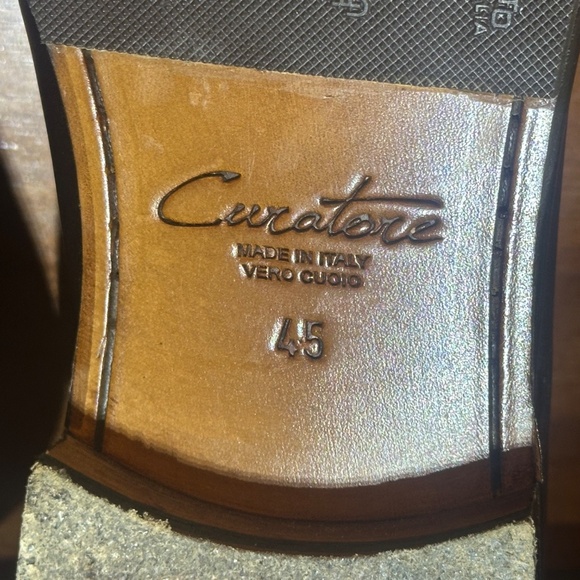 Curatore
MADE IN ITALY
VERO CUOIO
45